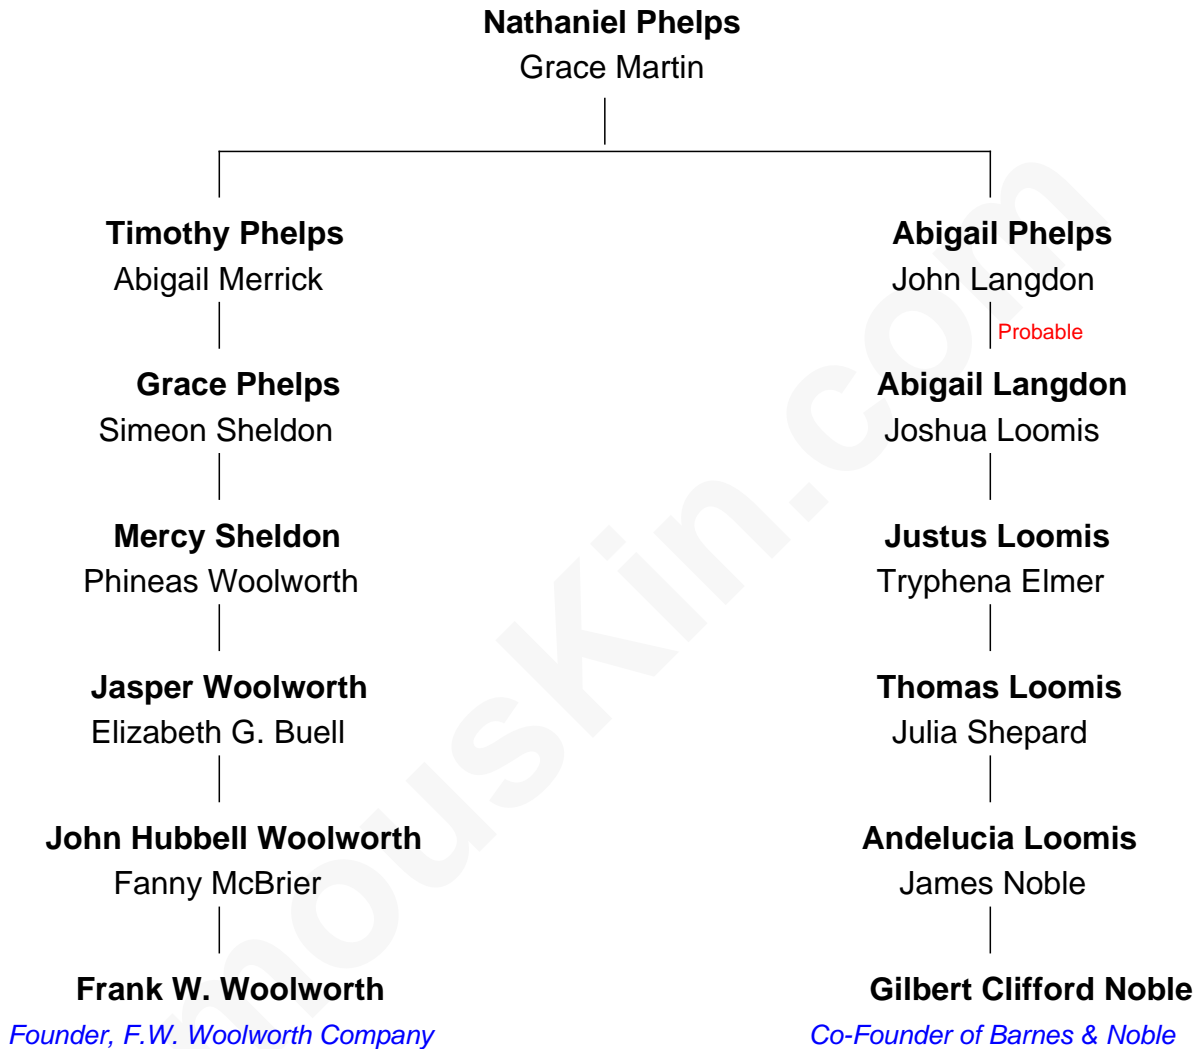 Nathaniel Phelps
Grace Martin
Timothy Phelps
Abigail Merrick
Abigail Phelps
John Langdon
Probable
Grace Phelps
Simeon Sheldon
Abigail Langdon
Joshua Loomis
Mercy Sheldon
Phineas Woolworth
Justus Loomis
Tryphena Elmer
Jasper Woolworth
Elizabeth G. Buell
Thomas Loomis
Julia Shepard
John Hubbell Woolworth
Fanny McBrier
Andelucia Loomis
James Noble
Frank W. Woolworth
Founder, F.W. Woolworth Company
Gilbert Clifford Noble
Co-Founder of Barnes & Noble
mousKin.com